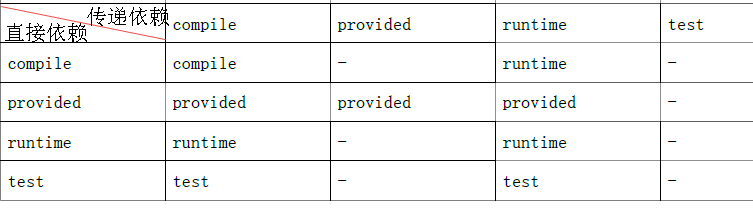 传递依赖 compile provided runtime test
直接依赖
compile compile - runtime -
provided provided provided provided -
runtime runtime - runtime -
test test - test -